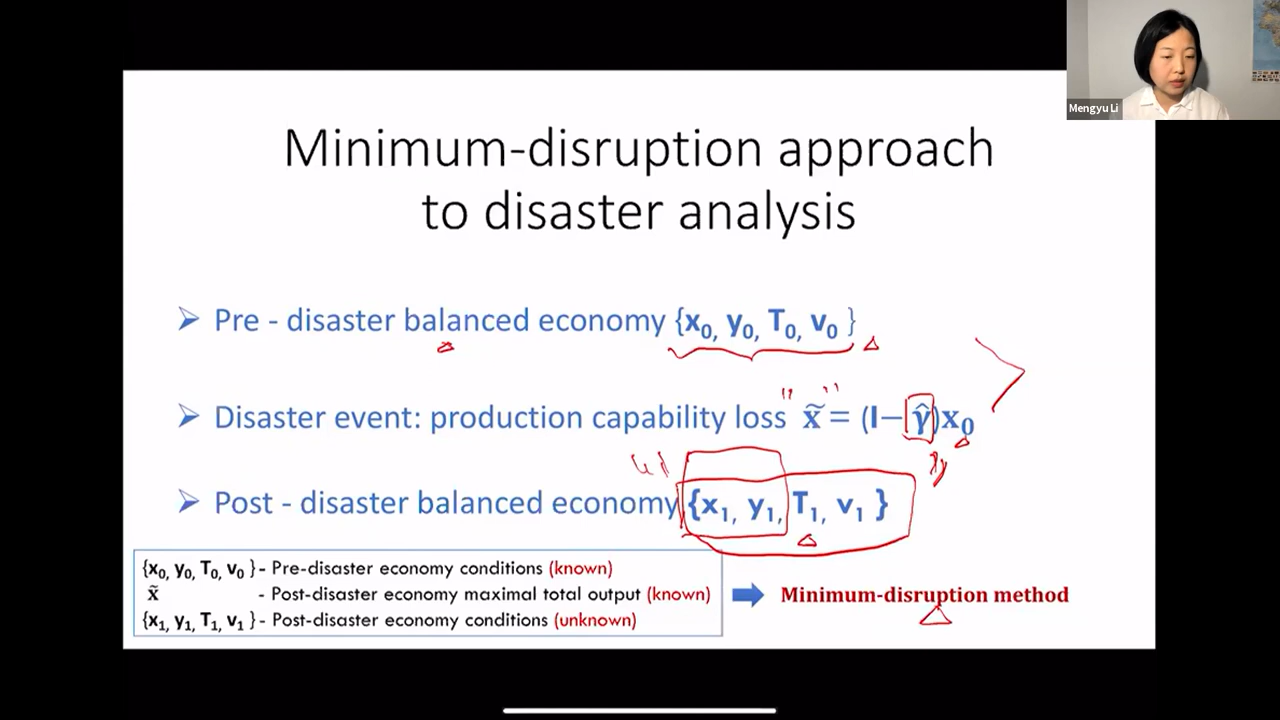 Mengyu Li
Minimum-disruption approach
to disaster analysis
➢ Pre - disaster balanced economy {x₀, y₀, T₀, v₀ }
➢ Disaster event: production capability loss " x̃ " = (I− γ̂)x₀
➢ Post - disaster balanced economy {x₁, y₁, T₁, v₁ }
{x₀, y₀, T₀, v₀ } - Pre-disaster economy conditions (known)
x̃ - Post-disaster economy maximal total output (known)
{x₁, y₁, T₁, v₁ } - Post-disaster economy conditions (unknown)
Minimum-disruption method